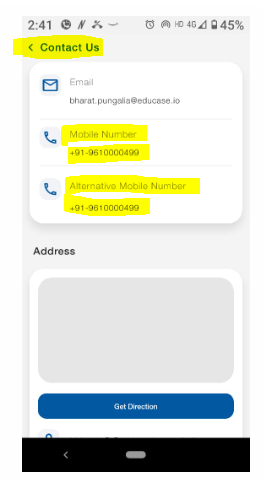 2:41 HD 4G 45%
< Contact Us
Email
bharat.pungalia@educase.io
Mobile Number
+91-9610000499
Alternative Mobile Number
+91-9610000499
Address
Get Direction